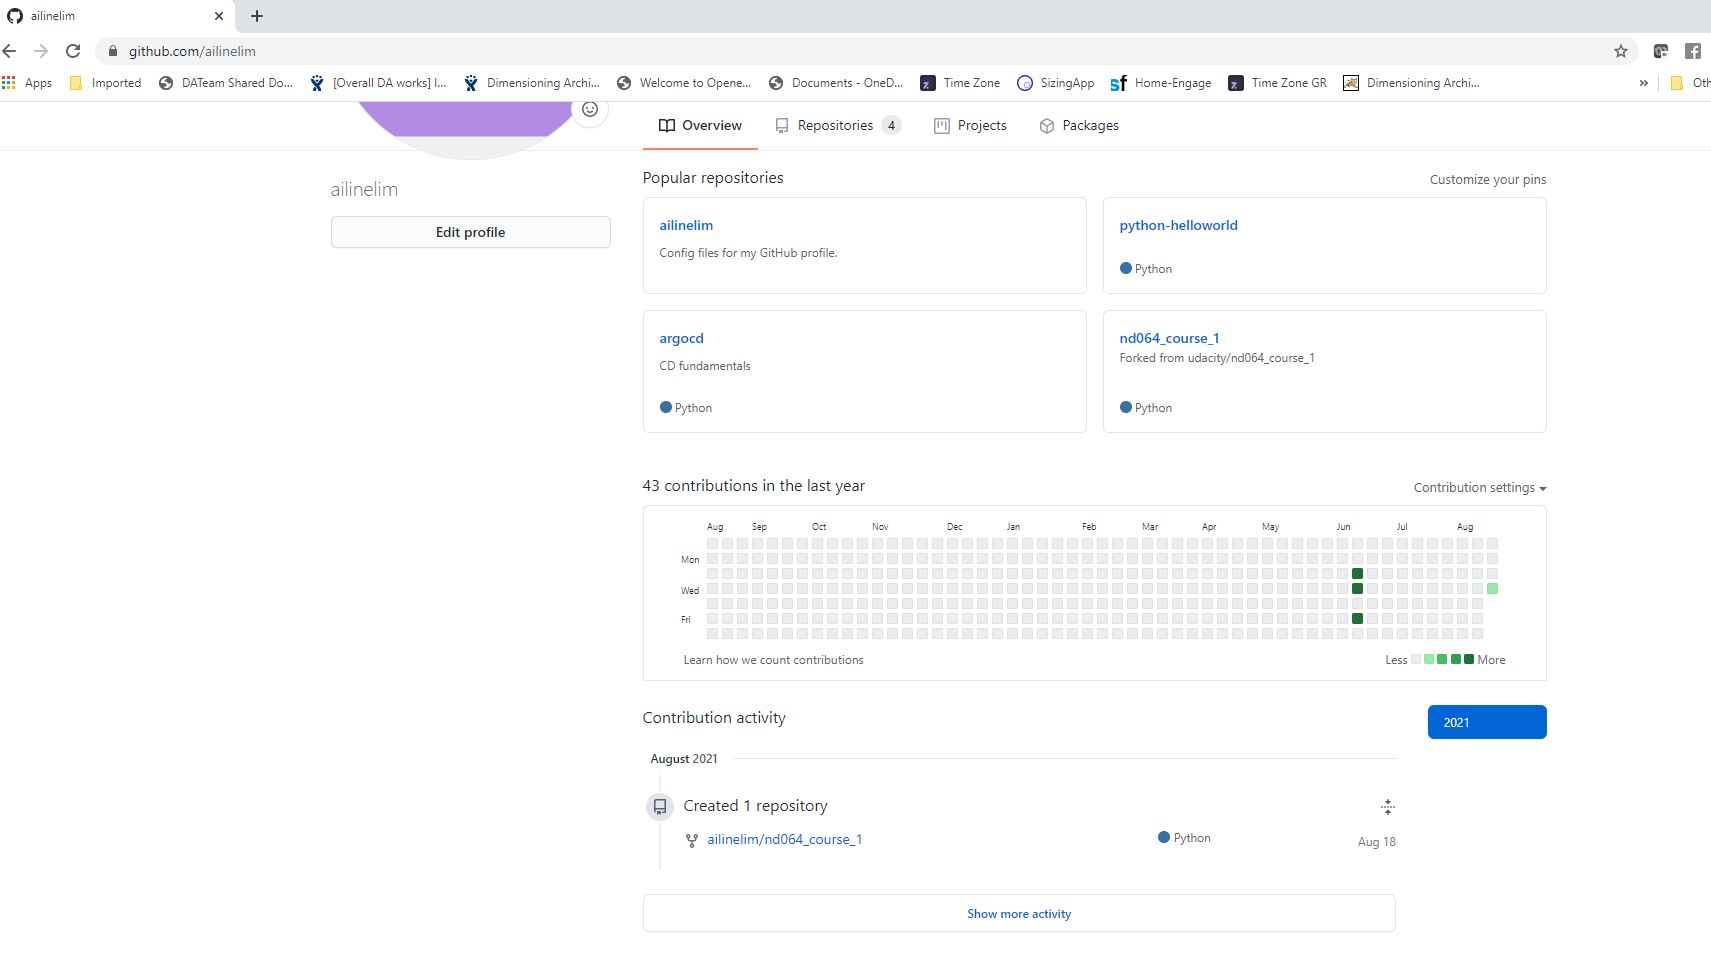 ailinelim
github.com/ailinelim
Apps Imported DATeam Shared Do... [Overall DA works] I... Dimensioning Archi... Welcome to Opene... Documents - OneD... Time Zone SizingApp Home-Engage Time Zone GR Dimensioning Archi... » Oth
Overview Repositories 4 Projects Packages
ailinelim
Edit profile
Popular repositories Customize your pins
ailinelim
Config files for my GitHub profile.
python-helloworld
Python
argocd
CD fundamentals
Python
nd064_course_1
Forked from udacity/nd064_course_1
Python
43 contributions in the last year Contribution settings
Aug Sep Oct Nov Dec Jan Feb Mar Apr May Jun Jul Aug
Mon
Wed
Fri
Learn how we count contributions Less More
Contribution activity 2021
August 2021
Created 1 repository
ailinelim/nd064_course_1 Python Aug 18
Show more activity